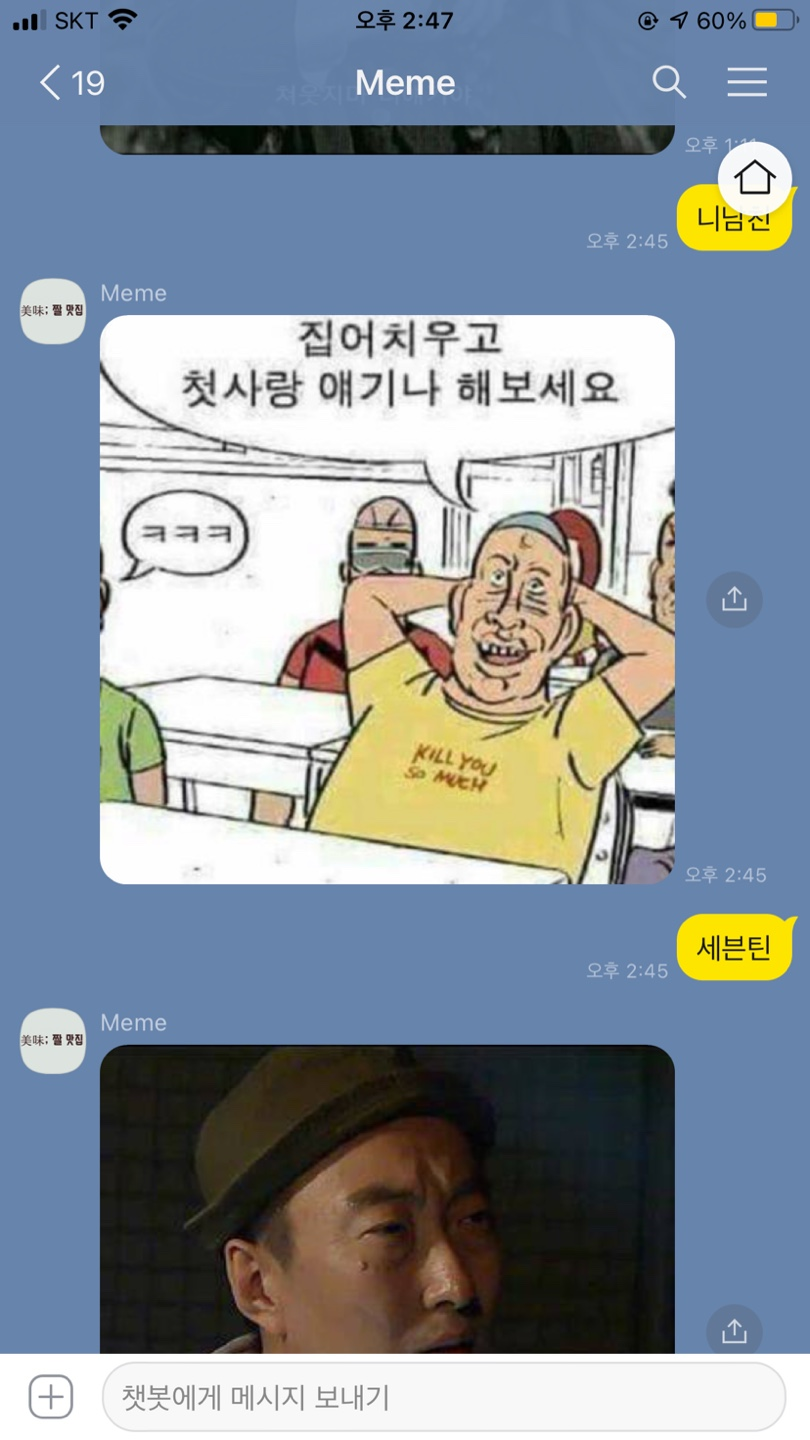 SKT 오후 2:47 60%
19 Meme
오후 1:11
니남친
오후 2:45
美味; 짤 맛집
Meme
집어치우고
첫사랑 얘기나 해보세요
ㅋㅋㅋ
KILL YOU
SO MUCH
오후 2:45
세븐틴
오후 2:45
美味; 짤 맛집
Meme
챗봇에게 메시지 보내기